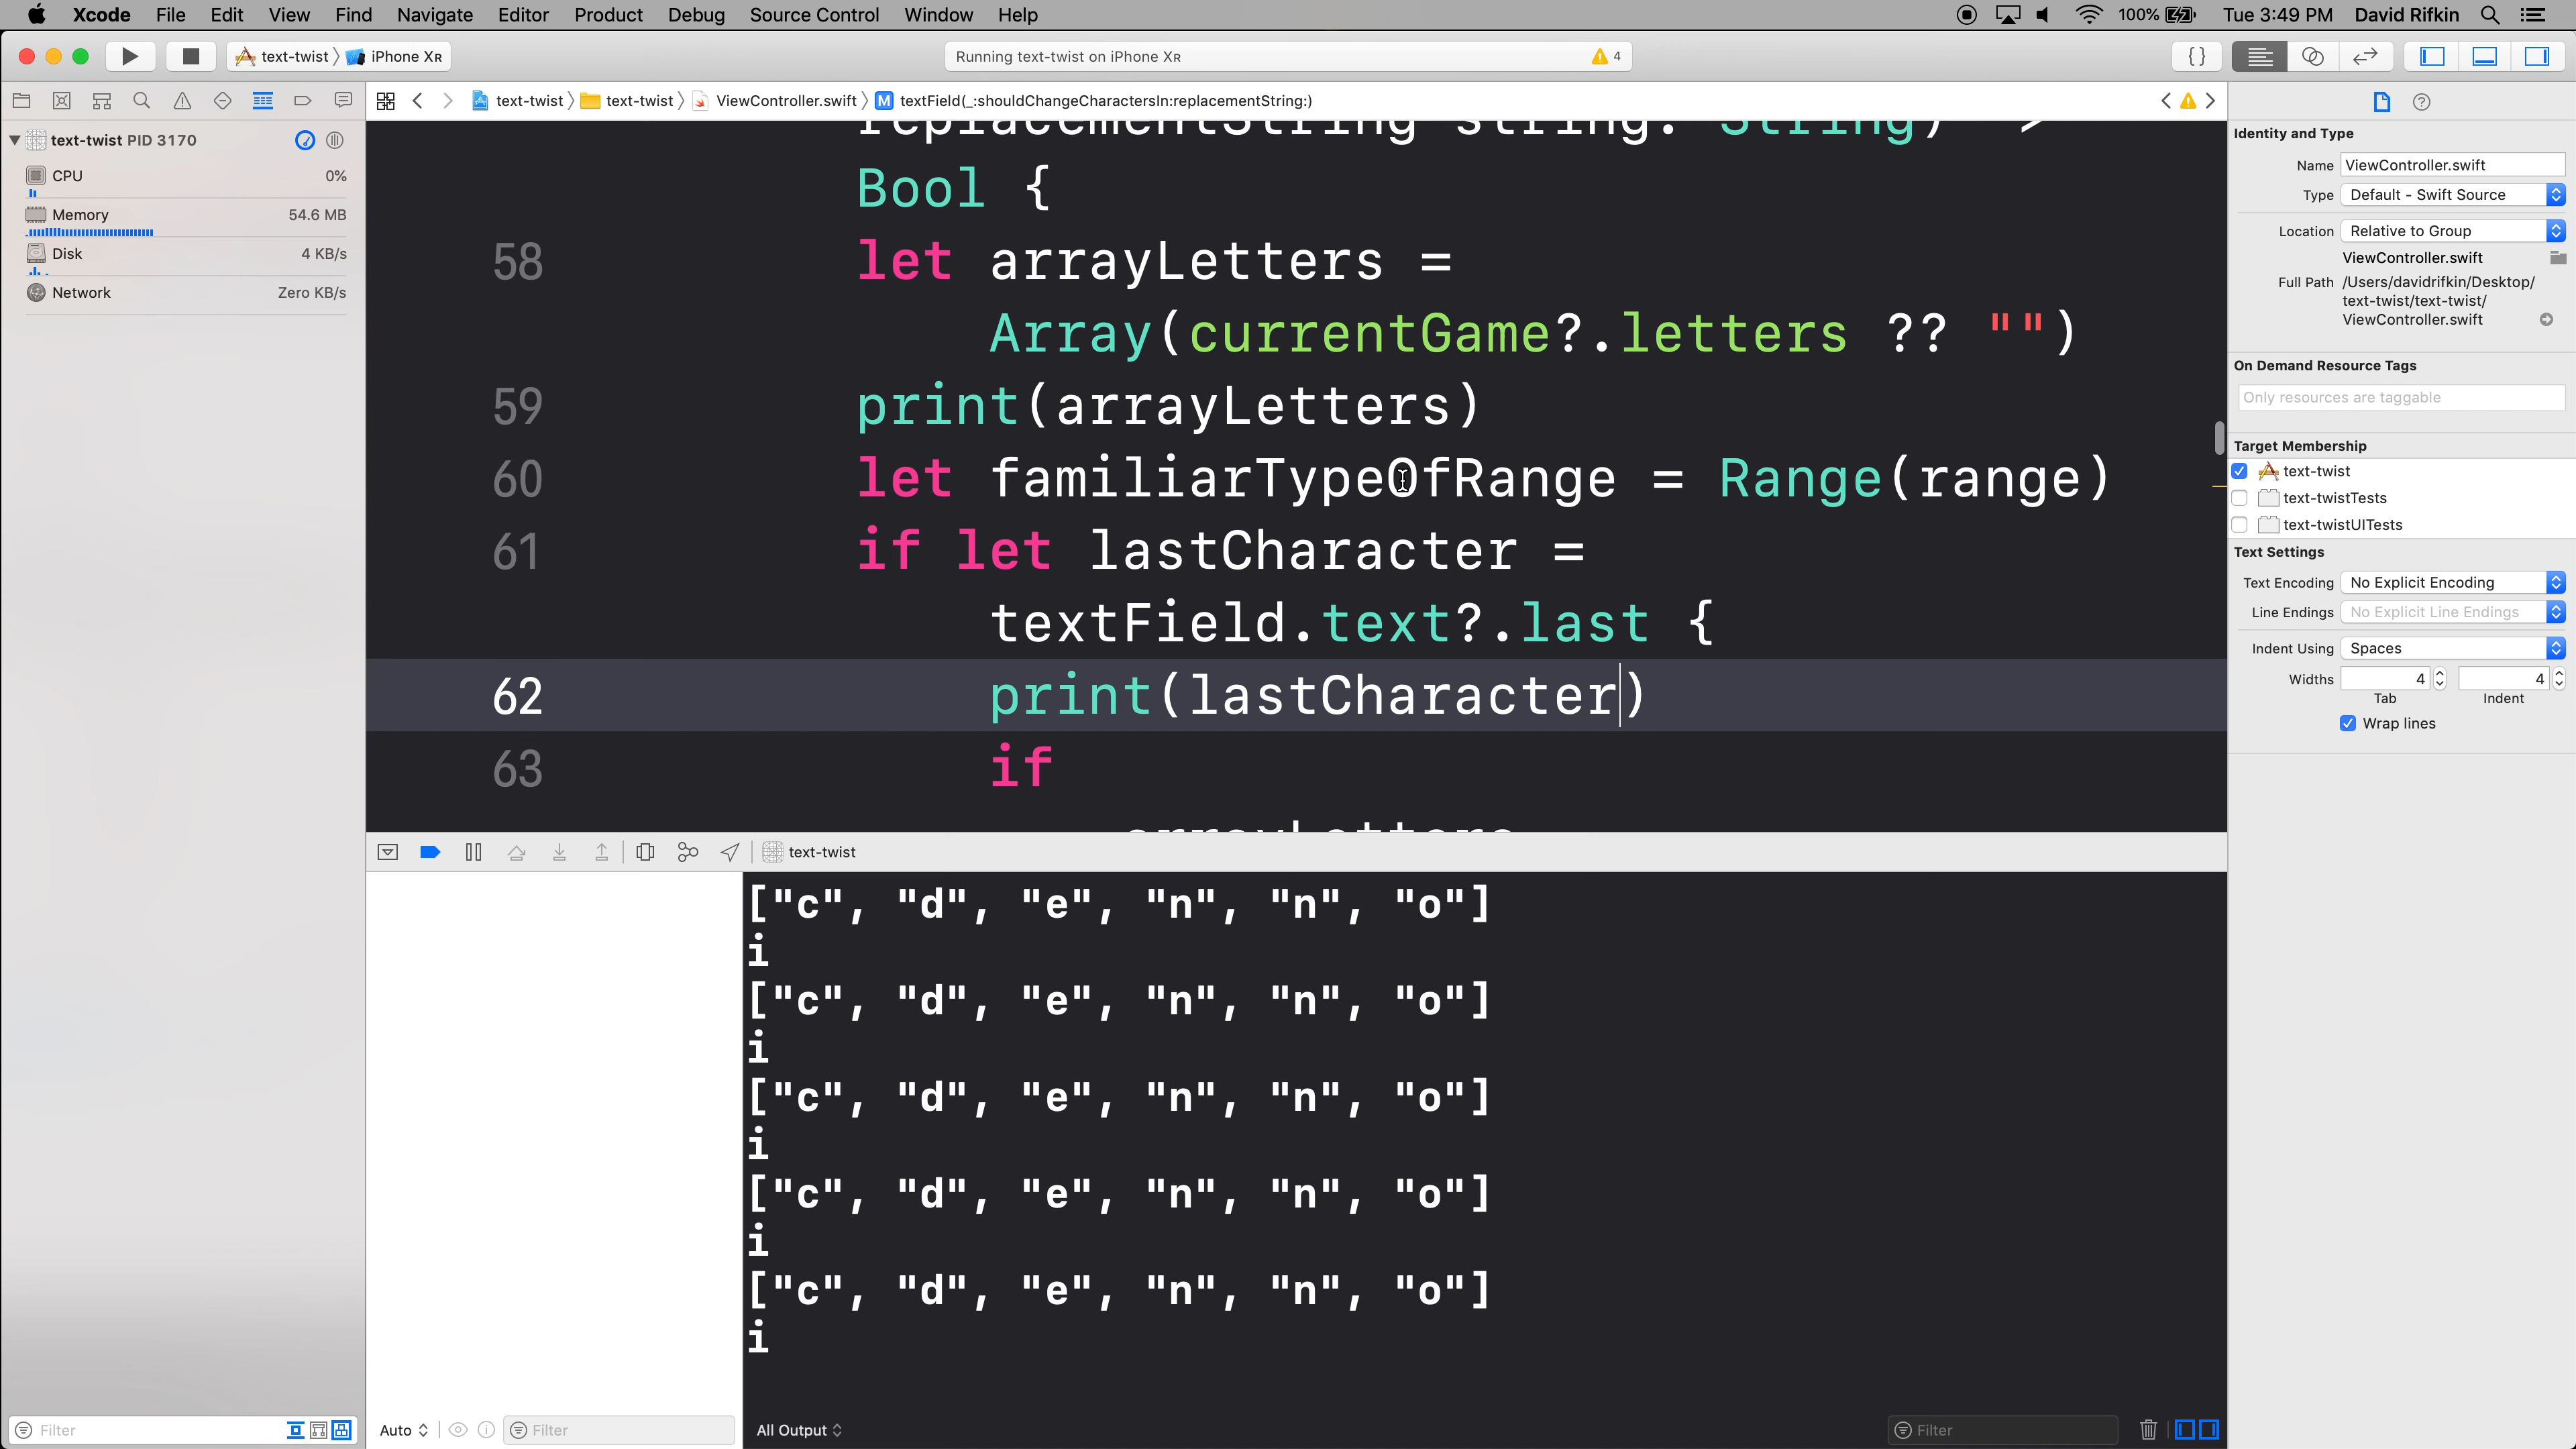 Xcode File Edit View Find Navigate Editor Product Debug Source Control Window Help 100% Tue 3:49 PM David Rifkin
text-twist iPhone XR Running text-twist on iPhone XR 4 {}
text-twist text-twist ViewController.swift M textField(_:shouldChangeCharactersIn:replacementString:)
text-twist PID 3170
CPU 0%
Memory 54.6 MB
Disk 4 KB/s
Network Zero KB/s
replacementString string: String) ->
Bool {
58 let arrayLetters =
Array(currentGame?.letters ?? "")
59 print(arrayLetters)
60 let familiarTypeOfRange = Range(range)
61 if let lastCharacter =
textField.text?.last {
62 print(lastCharacter)
63 if
arrayLetters
text-twist
["c", "d", "e", "n", "n", "o"]
i
["c", "d", "e", "n", "n", "o"]
i
["c", "d", "e", "n", "n", "o"]
i
["c", "d", "e", "n", "n", "o"]
i
["c", "d", "e", "n", "n", "o"]
i
Filter
Auto Filter
All Output Filter
Identity and Type
Name ViewController.swift
Type Default - Swift Source
Location Relative to Group
ViewController.swift
Full Path /Users/davidrifkin/Desktop/
text-twist/text-twist/
ViewController.swift
On Demand Resource Tags
Only resources are taggable
Target Membership
text-twist
text-twistTests
text-twistUITests
Text Settings
Text Encoding No Explicit Encoding
Line Endings No Explicit Line Endings
Indent Using Spaces
Widths 4 4
Tab Indent
Wrap lines